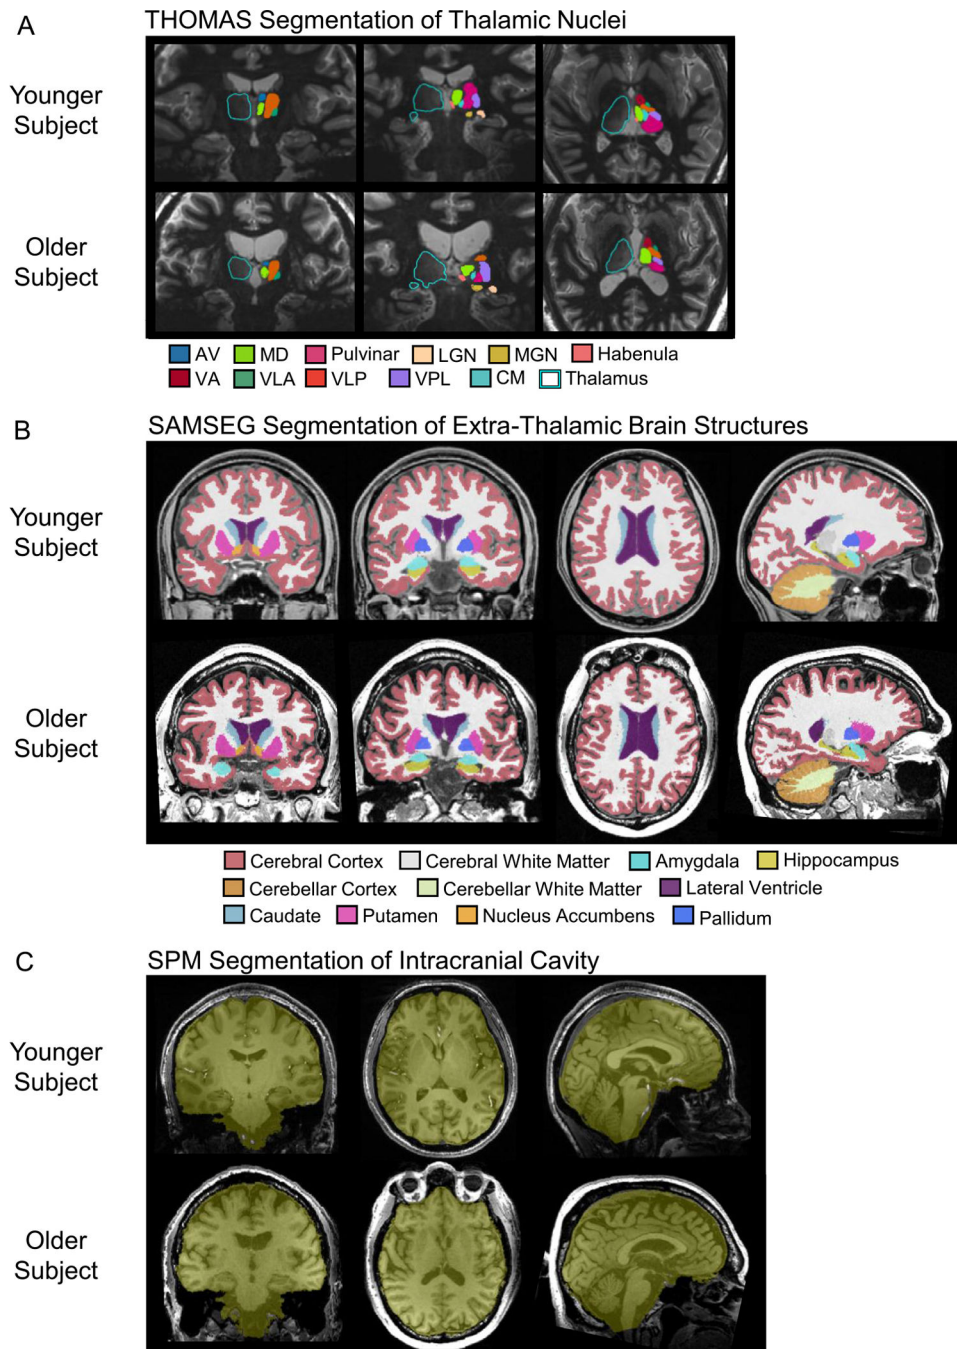 A
THOMAS Segmentation of Thalamic Nuclei
Younger
Subject
Older
Subject
AV MD Pulvinar LGN MGN Habenula
VA VLA VLP VPL CM Thalamus
B
SAMSEG Segmentation of Extra-Thalamic Brain Structures
Younger
Subject
Older
Subject
Cerebral Cortex Cerebral White Matter Amygdala Hippocampus
Cerebellar Cortex Cerebellar White Matter Lateral Ventricle
Caudate Putamen Nucleus Accumbens Pallidum
C
SPM Segmentation of Intracranial Cavity
Younger
Subject
Older
Subject